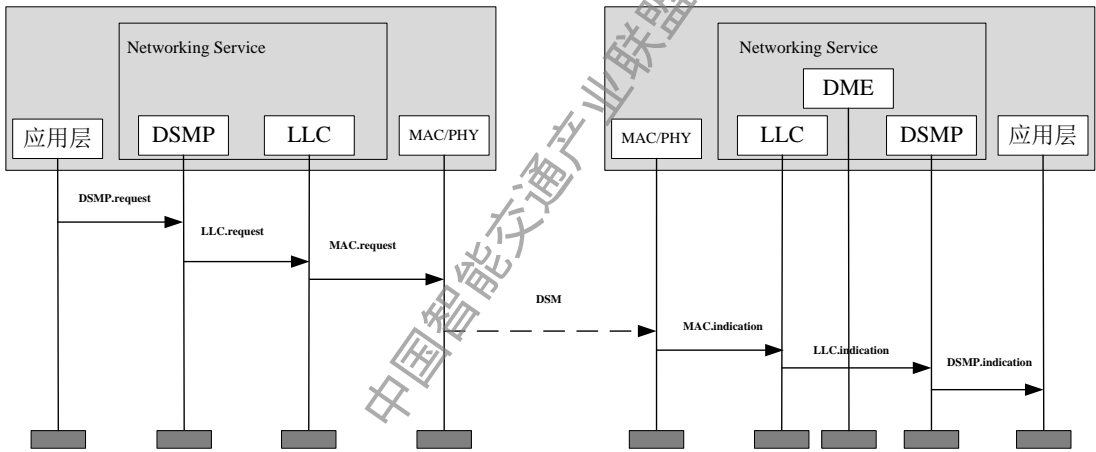 Networking Service
应用层
DSMP
LLC
MAC/PHY
DSMP.request
LLC.request
MAC.request
DSM
Networking Service
DME
MAC/PHY
LLC
DSMP
应用层
MAC.indication
LLC.indication
DSMP.indication
中国智能交通产业联盟